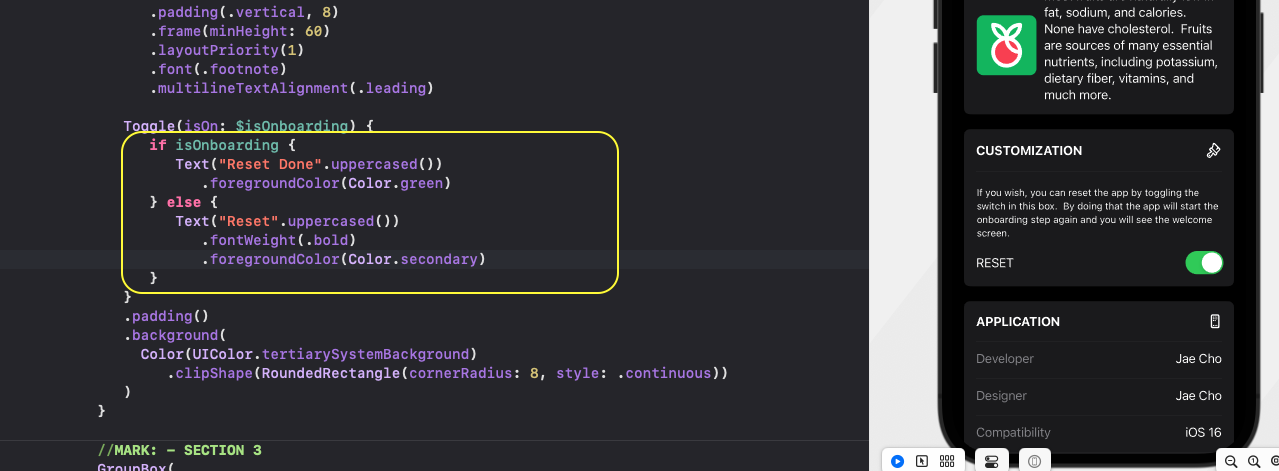 .padding(.vertical, 8)
.frame(minHeight: 60)
.layoutPriority(1)
.font(.footnote)
.multilineTextAlignment(.leading)
Toggle(isOn: $isOnboarding) {
if isOnboarding {
Text("Reset Done".uppercased())
.foregroundColor(Color.green)
} else {
Text("Reset".uppercased())
.fontWeight(.bold)
.foregroundColor(Color.secondary)
}
}
.padding()
.background(
Color(UIColor.tertiarySystemBackground)
.clipShape(RoundedRectangle(cornerRadius: 8, style: .continuous))
)
}
//MARK: - SECTION 3
GroupBox(
fat, sodium, and calories.
None have cholesterol.  Fruits
are sources of many essential
nutrients, including potassium,
dietary fiber, vitamins, and
much more.
CUSTOMIZATION
If you wish, you can reset the app by toggling the
switch in this box.  By doing that the app will start the
onboarding step again and you will see the welcome
screen.
RESET
APPLICATION
Developer Jae Cho
Designer Jae Cho
Compatibility iOS 16